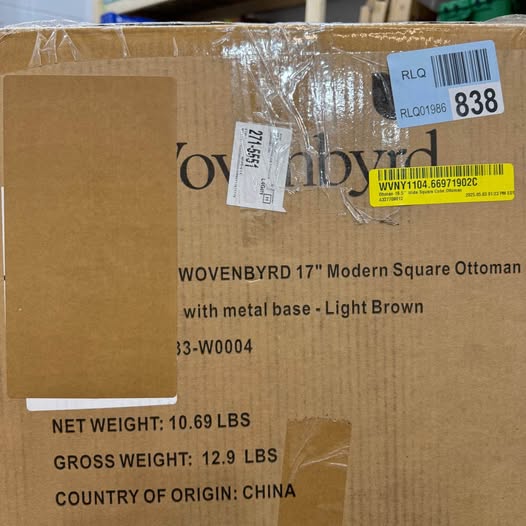 RLQ
RLQ01986 838
271-5551
ovenbyrd
WVNY1104.66971902C
WOVENBYRD 17" Modern Square Ottoman
with metal base - Light Brown
33-W0004
NET WEIGHT: 10.69 LBS
GROSS WEIGHT: 12.9 LBS
COUNTRY OF ORIGIN: CHINA